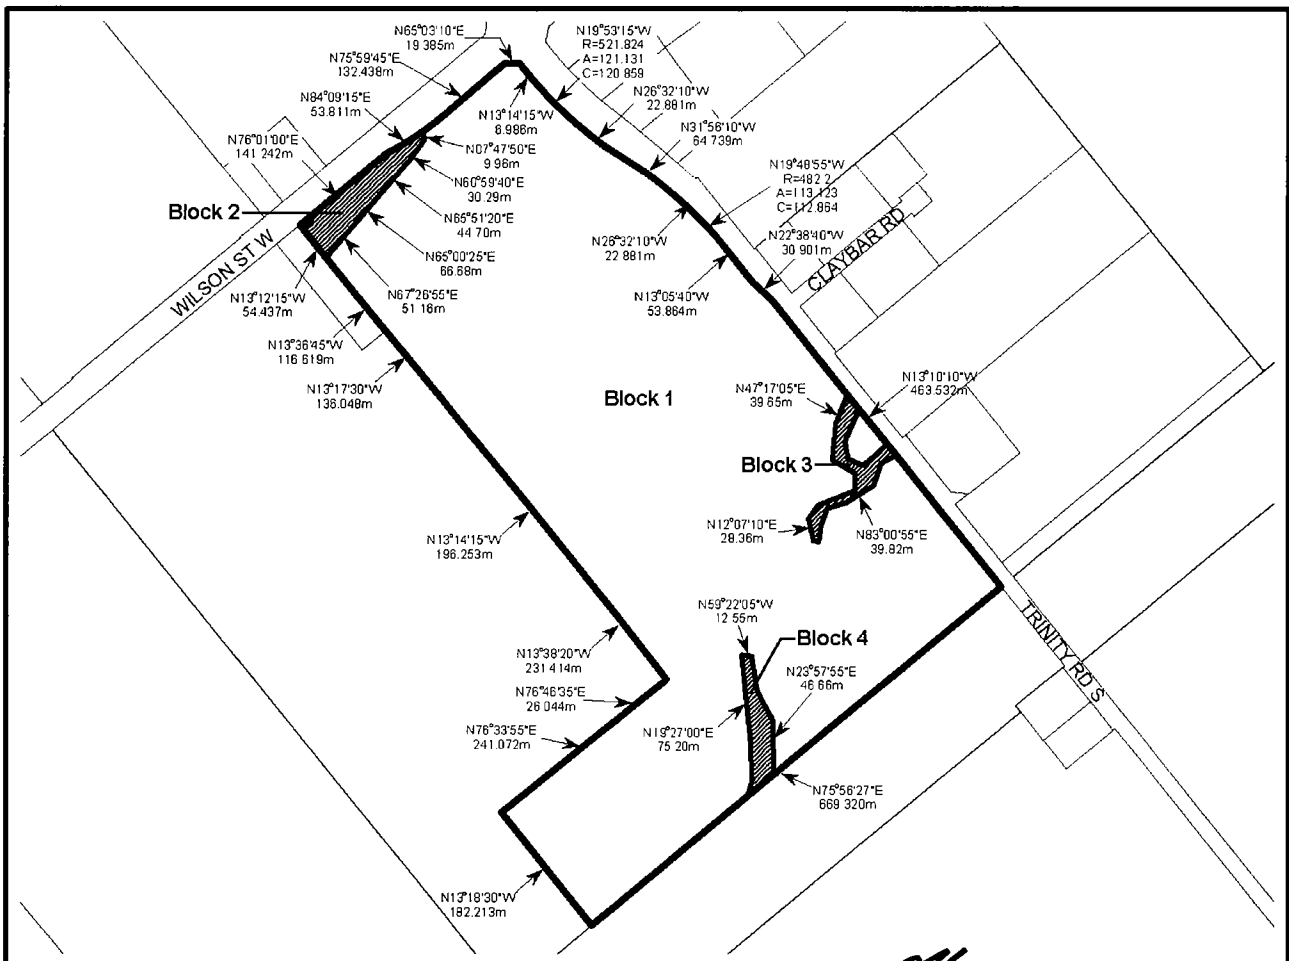 N65°03'10"E
19.385m
N19°53'15"W
R=521.824
A=121.131
C=120.859
N75°59'45"E
132.438m
N84°09'15"E
53.811m
N26°32'10"W
22.881m
N13°14'15"W
8.986m
N31°56'10"W
64.739m
N76°01'00"E
141.242m
N07°47'50"E
9.96m
N19°48'55"W
R=482.2
A=113.123
C=112.864
N60°59'40"E
30.29m
Block 2
N65°51'20"E
44.70m
CLAYBAR RD
N22°38'40"W
30.901m
N26°32'10"W
22.881m
N65°00'25"E
66.68m
WILSON ST W
N67°26'55"E
51.16m
N13°12'15"W
54.437m
N13°05'40"W
53.864m
N13°36'45"W
116.619m
N13°17'30"W
136.048m
Block 1
N47°17'05"E
39.65m
N13°10'10"W
463.532m
Block 3
N12°07'10"E
28.36m
N83°00'55"E
39.82m
N13°14'15"W
196.253m
N59°22'05"W
12.55m
TRINITY RD S
Block 4
N13°38'20"W
231.414m
N23°57'55"E
46.66m
N76°46'35"E
26.044m
N19°27'00"E
75.20m
N76°33'55"E
241.072m
N75°56'27"E
669.320m
N13°18'30"W
182.213m